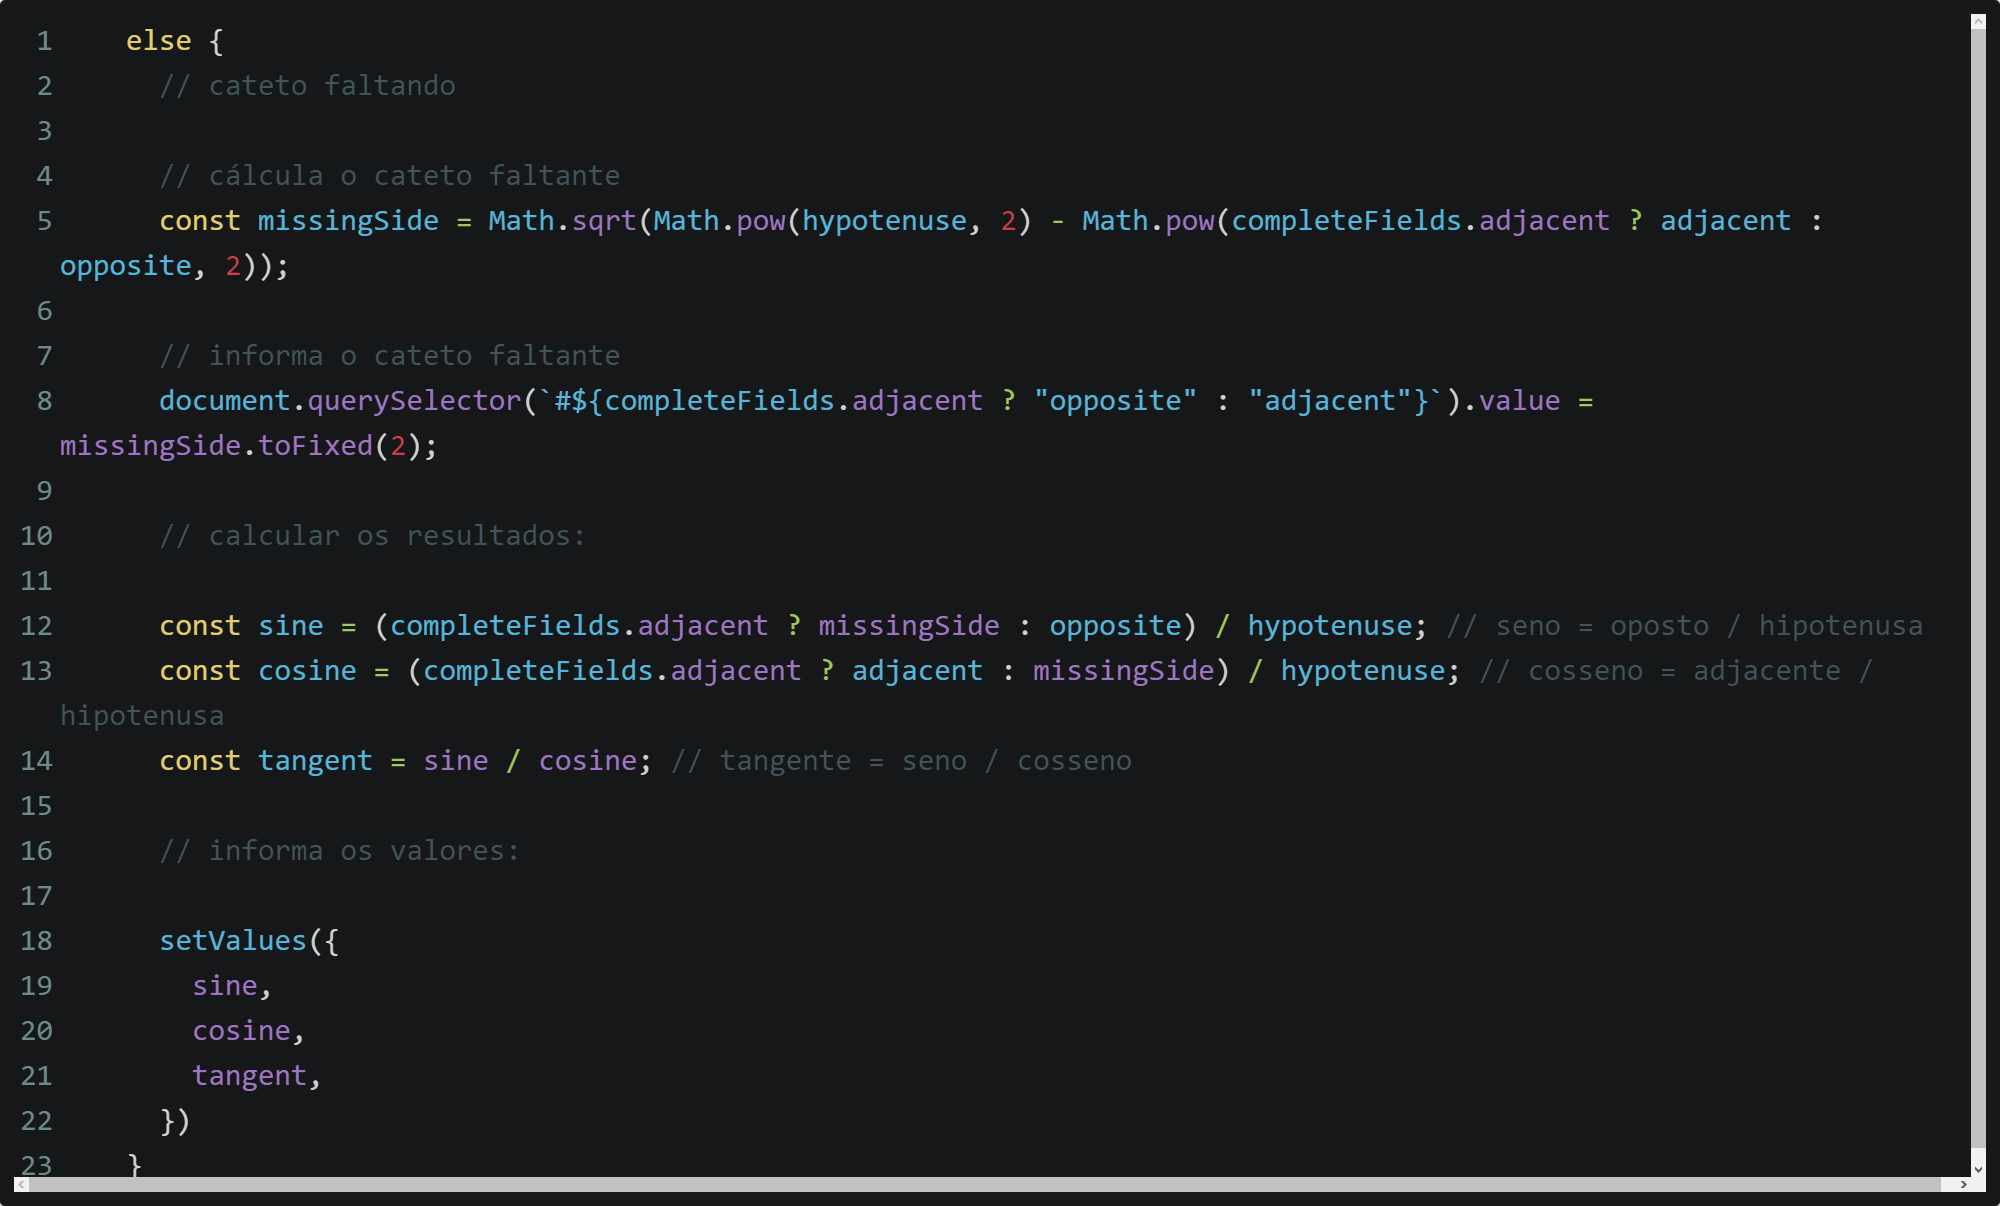 1 else {
2 // cateto faltando
3
4 // cálcula o cateto faltante
5 const missingSide = Math.sqrt(Math.pow(hypotenuse, 2) - Math.pow(completeFields.adjacent ? adjacent :
opposite, 2));
6
7 // informa o cateto faltante
8 document.querySelector(`#${completeFields.adjacent ? "opposite" : "adjacent"}`).value =
missingSide.toFixed(2);
9
10 // calcular os resultados:
11
12 const sine = (completeFields.adjacent ? missingSide : opposite) / hypotenuse; // seno = oposto / hipotenusa
13 const cosine = (completeFields.adjacent ? adjacent : missingSide) / hypotenuse; // cosseno = adjacente /
hipotenusa
14 const tangent = sine / cosine; // tangente = seno / cosseno
15
16 // informa os valores:
17
18 setValues({
19 sine,
20 cosine,
21 tangent,
22 })
23 }